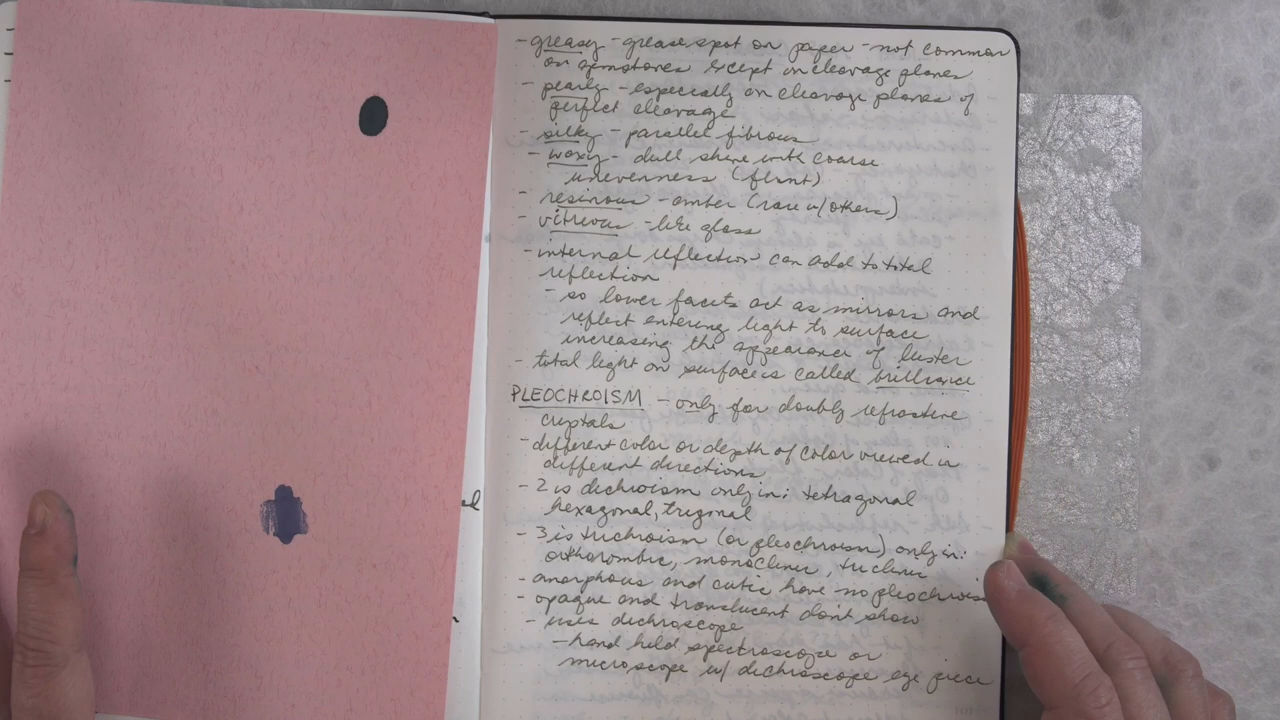 - greasy - grease spot on paper - not common
on gemstones except on cleavage planes
- pearly - especially on cleavage planes of
perfect cleavage
- silky - parallel fibrous
- waxy - dull shine with coarse
unevenness (flint)
- resinous - amber (rare w/others)
- vitreous - like glass
- internal reflection can add to total
reflection
- so lower facets act as mirrors and
reflect entering light to surface
increasing the appearance of luster
- total light on surface is called brilliance
PLEOCHROISM - only for doubly refractive
crystals
- different color or depth of color viewed in
different directions
- 2 is dichroism only in: tetragonal
hexagonal, trigonal
- 3 is trichroism (or pleochroism) only in:
orthorombic, monoclinic, triclinic
- amorphous and cubic have no pleochroism
- opaque and translucent don't show
- uses dichroscope
- hand held spectroscope or
microscope w/ dichroscope eye piece